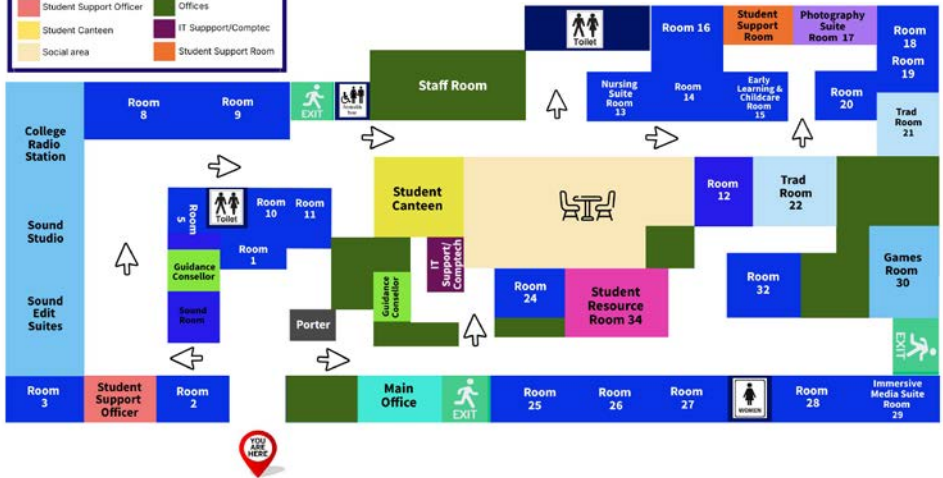 Student Support Officer
Offices
Student Canteen
IT Suppport/Comptec
Social area
Student Support Room
Toilet
Room 16
Student
Support
Room
Photography
Suite
Room 17
Room
18
Room
19
Staff Room
Nursing
Suite
Room
13
Room
14
Early
Learning &
Childcare
Room
15
Room
20
Trad
Room
21
Room
8
Room
9
EXIT
College
Radio
Station
Student
Canteen
Room
12
Trad
Room
22
Room
5
Toilet
Room
10
Room
11
Room
1
Sound
Studio
Guidance
Consellor
IT
Support/
Comptech
Guidance
Consellor
Room
24
Student
Resource
Room 34
Room
32
Games
Room
30
Sound
Edit
Suites
Sound
Room
Porter
EXIT
Room
3
Student
Support
Officer
Room
2
Main
Office
EXIT
Room
25
Room
26
Room
27
WOMEN
Room
28
Immersive
Media Suite
Room
29
YOU
ARE
HERE